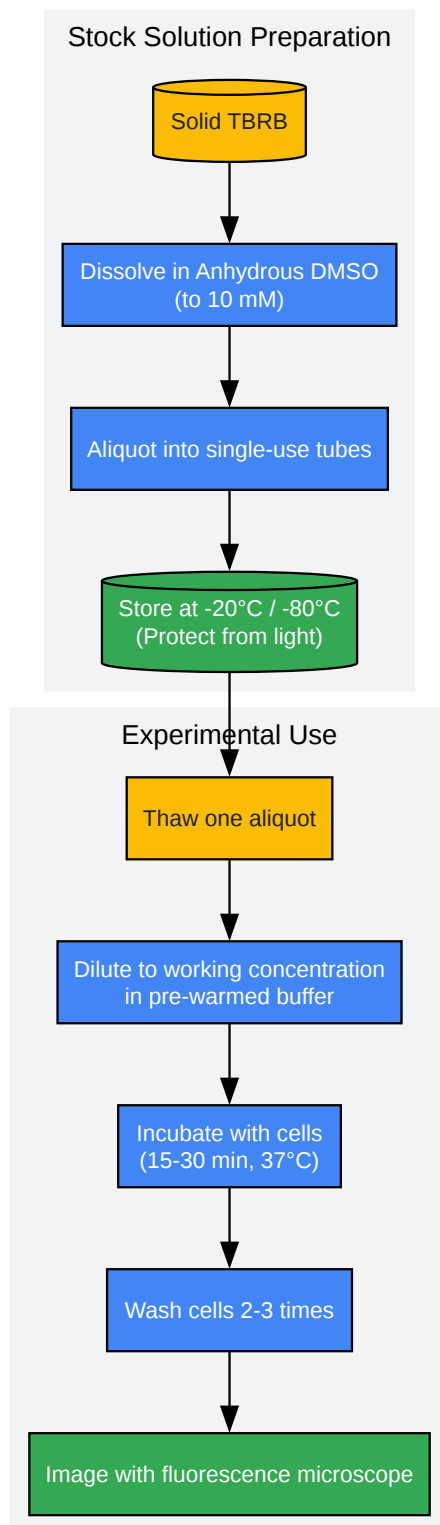 Stock Solution Preparation
Solid TBRB
Dissolve in Anhydrous DMSO
(to 10 mM)
Aliquot into single-use tubes
Store at -20°C / -80°C
(Protect from light)
Experimental Use
Thaw one aliquot
Dilute to working concentration
in pre-warmed buffer
Incubate with cells
(15-30 min, 37°C)
Wash cells 2-3 times
Image with fluorescence microscope